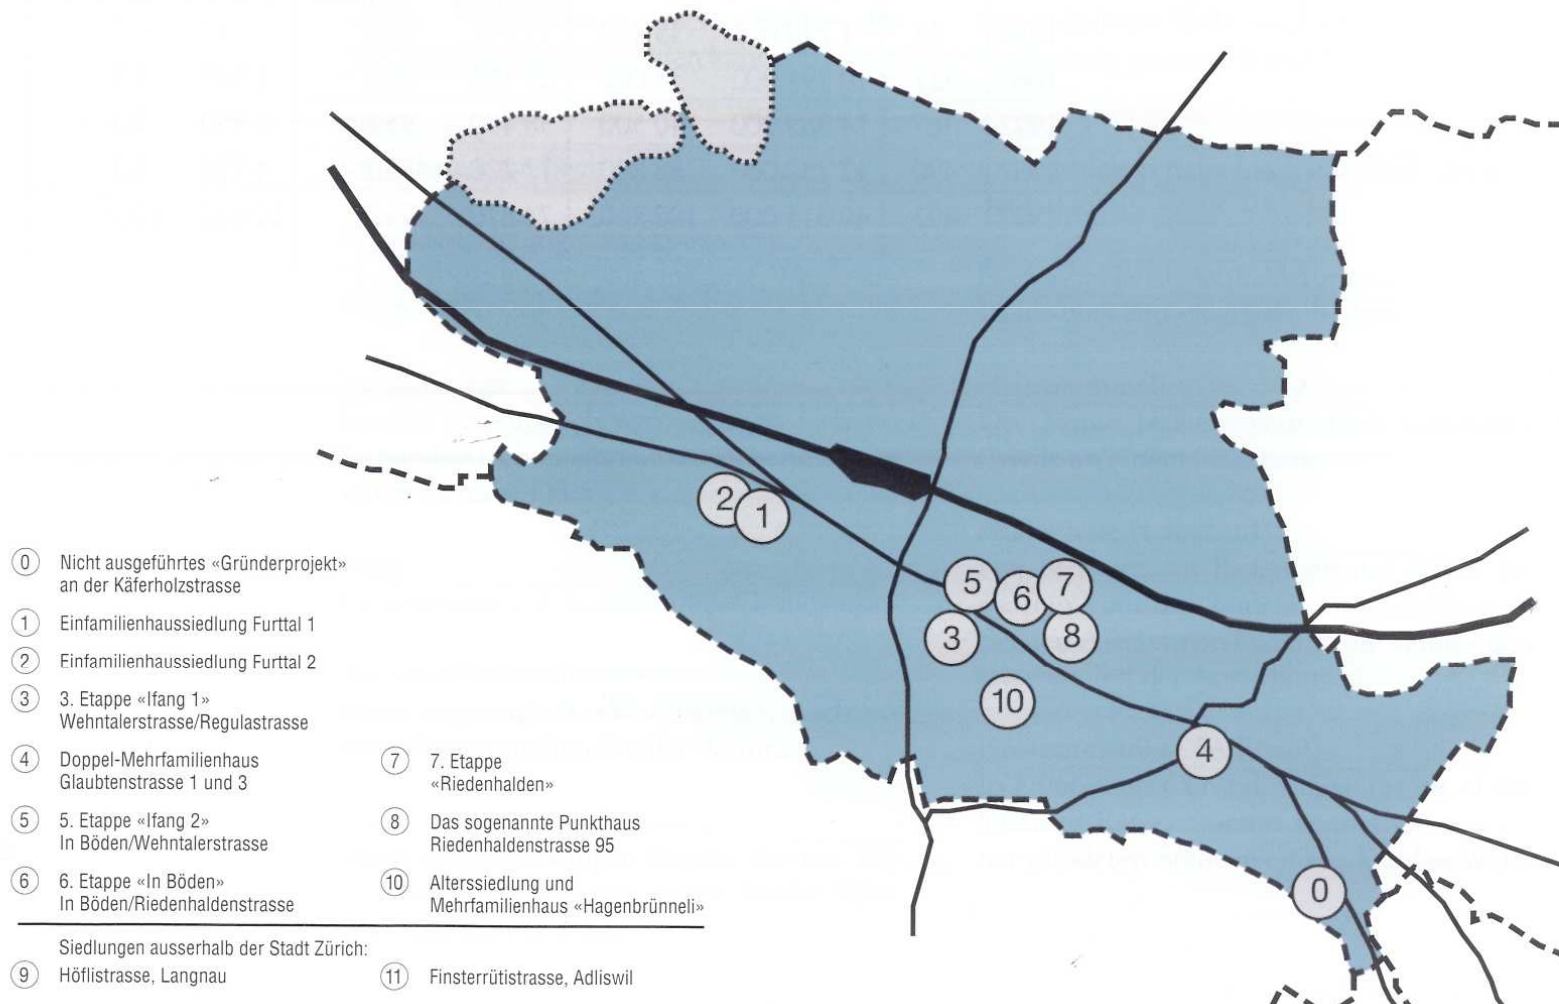 2
1
5
6
7
3
8
10
4
0
0 Nicht ausgeführtes «Gründerprojekt»
an der Käferholzstrasse
1 Einfamilienhaussiedlung Furttal 1
2 Einfamilienhaussiedlung Furttal 2
3 3. Etappe «Ifang 1»
Wehntalerstrasse/Regulastrasse
4 Doppel-Mehrfamilienhaus
Glaubtenstrasse 1 und 3
5 5. Etappe «Ifang 2»
In Böden/Wehntalerstrasse
6 6. Etappe «In Böden»
In Böden/Riedenhaldenstrasse
7 7. Etappe
«Riedenhalden»
8 Das sogenannte Punkthaus
Riedenhaldenstrasse 95
10 Alterssiedlung und
Mehrfamilienhaus «Hagenbrünneli»
Siedlungen ausserhalb der Stadt Zürich:
9 Höflistrasse, Langnau
11 Finsterrütistrasse, Adliswil